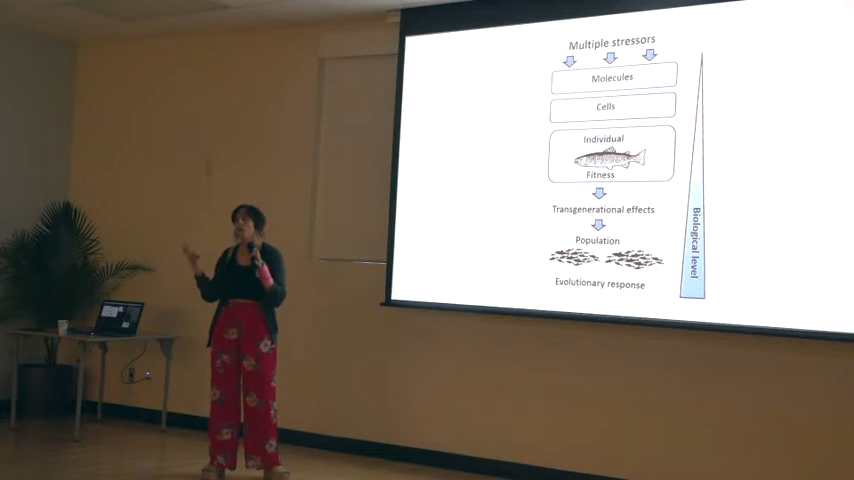 Multiple stressors
Molecules
Cells
Individual
Fitness
Transgenerational effects
Population
Evolutionary response
Biological level